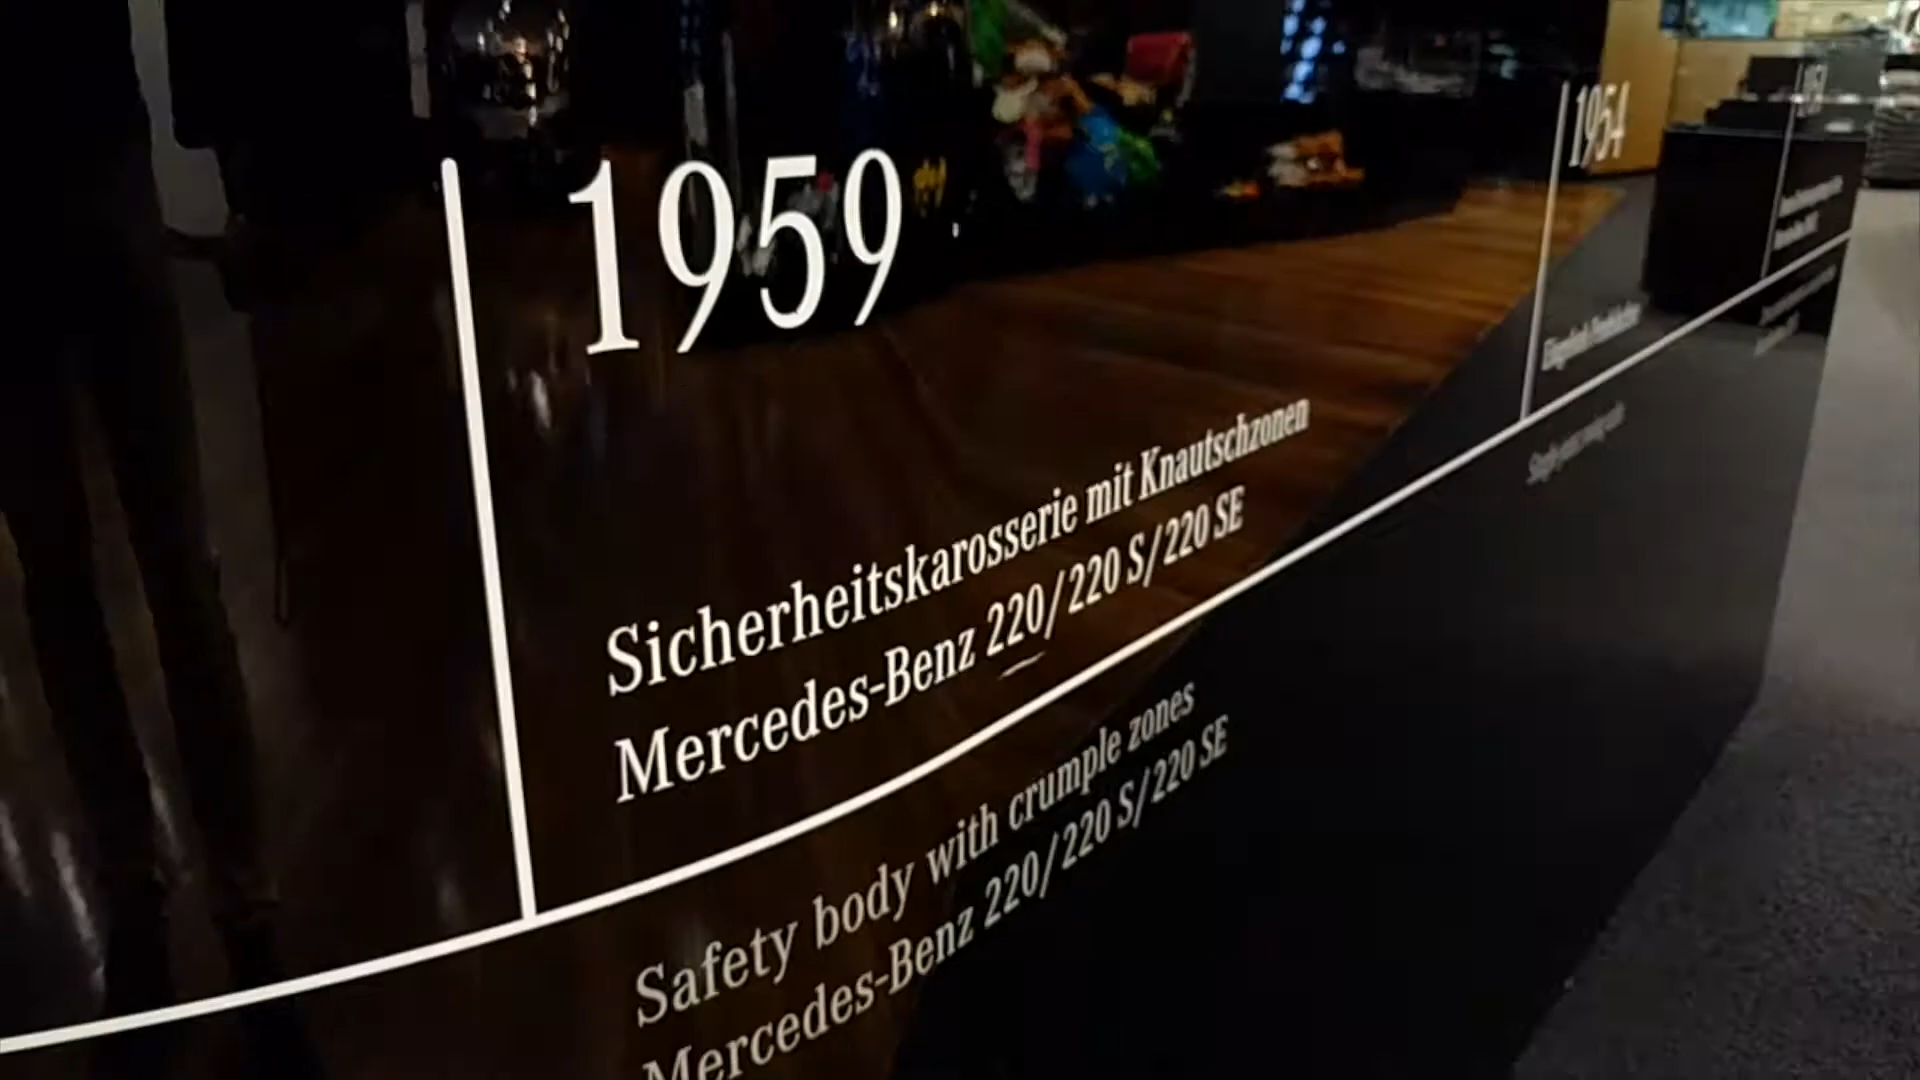 1959
Sicherheitskarosserie mit Knautschzonen
Mercedes-Benz 220/220 S/220 SE
Safety body with crumple zones
Mercedes-Benz 220/220 S/220 SE
1954